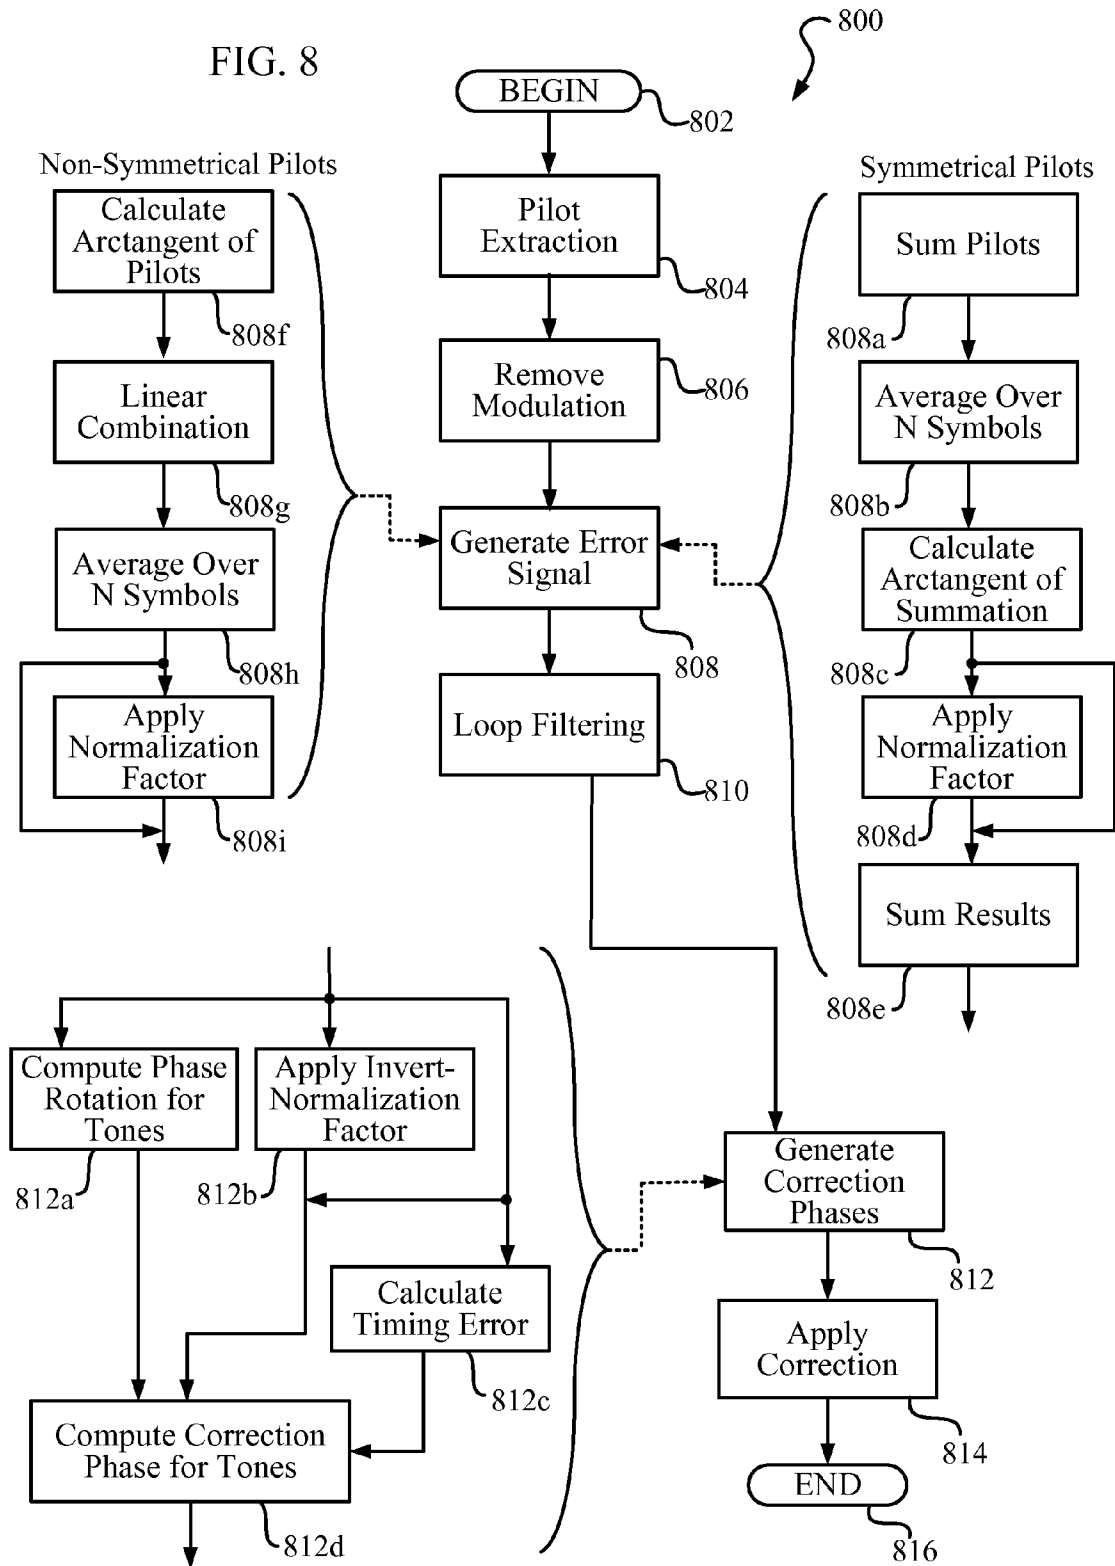 FIG. 8
800
BEGIN
802
Non-Symmetrical Pilots
Calculate
Arctangent of
Pilots
808f
Linear
Combination
808g
Average Over
N Symbols
808h
Apply
Normalization
Factor
808i
Pilot
Extraction
804
Remove
Modulation
806
Generate Error
Signal
808
Loop Filtering
810
Symmetrical Pilots
Sum Pilots
808a
Average Over
N Symbols
808b
Calculate
Arctangent of
Summation
808c
Apply
Normalization
Factor
808d
Sum Results
808e
Compute Phase
Rotation for
Tones
812a
Apply Invert-
Normalization
Factor
812b
Calculate
Timing Error
812c
Compute Correction
Phase for Tones
812d
Generate
Correction
Phases
812
Apply
Correction
814
END
816